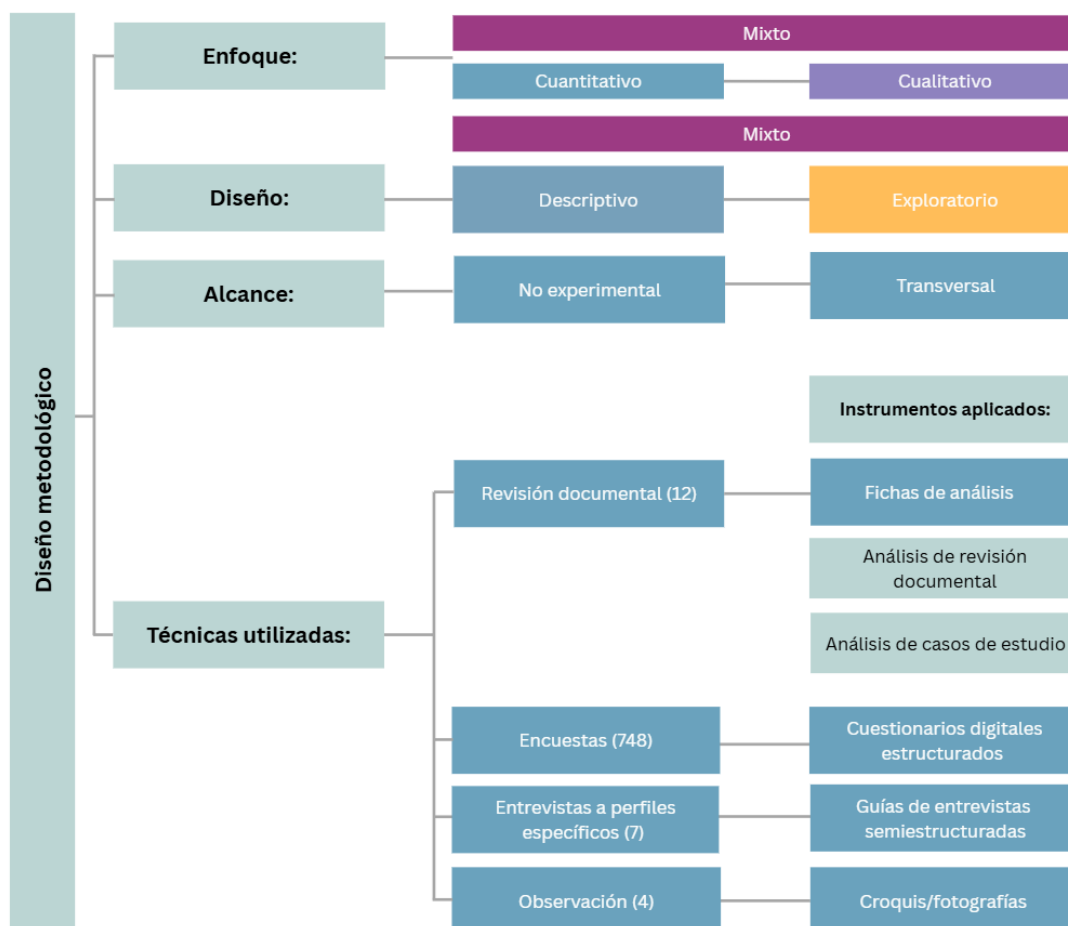 Diseño metodológico
Enfoque:
Mixto
Cuantitativo
Cualitativo
Mixto
Diseño:
Descriptivo
Exploratorio
Alcance:
No experimental
Transversal
Instrumentos aplicados:
Técnicas utilizadas:
Revisión documental (12)
Fichas de análisis
Análisis de revisión
documental
Análisis de casos de estudio
Encuestas (748)
Cuestionarios digitales
estructurados
Entrevistas a perfiles
específicos (7)
Guías de entrevistas
semiestructuradas
Observación (4)
Croquis/fotografías